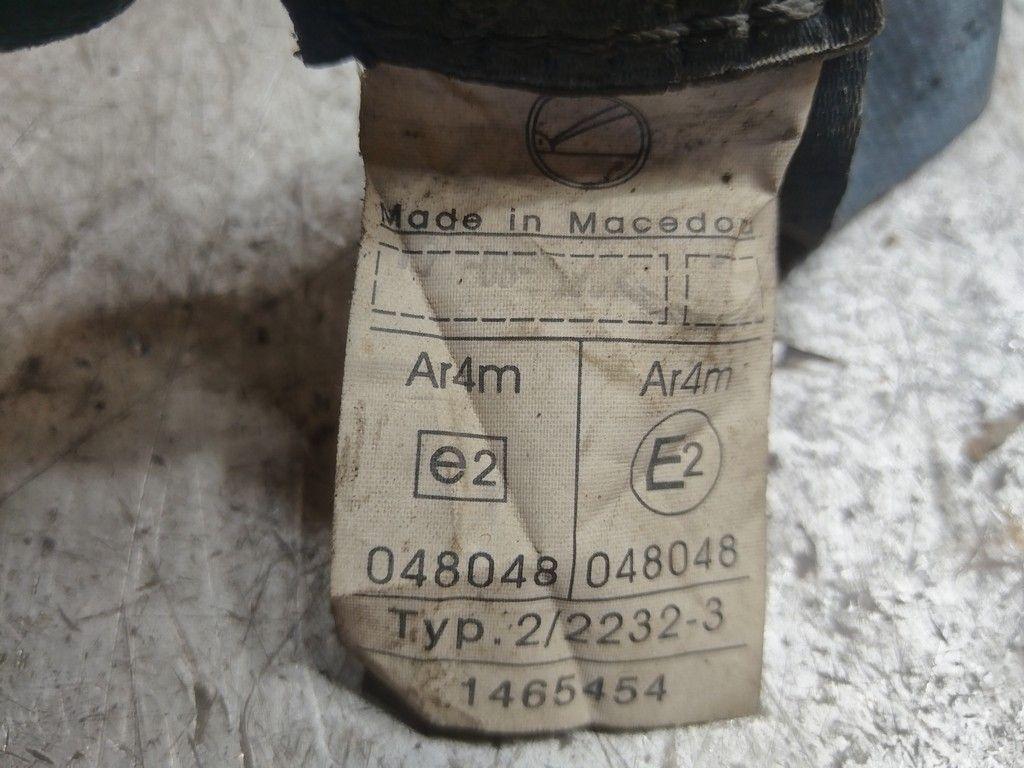 Made in Macedon
Ar4m Ar4m
e2 E2
048048 048048
Typ. 2/2232-3
1465454